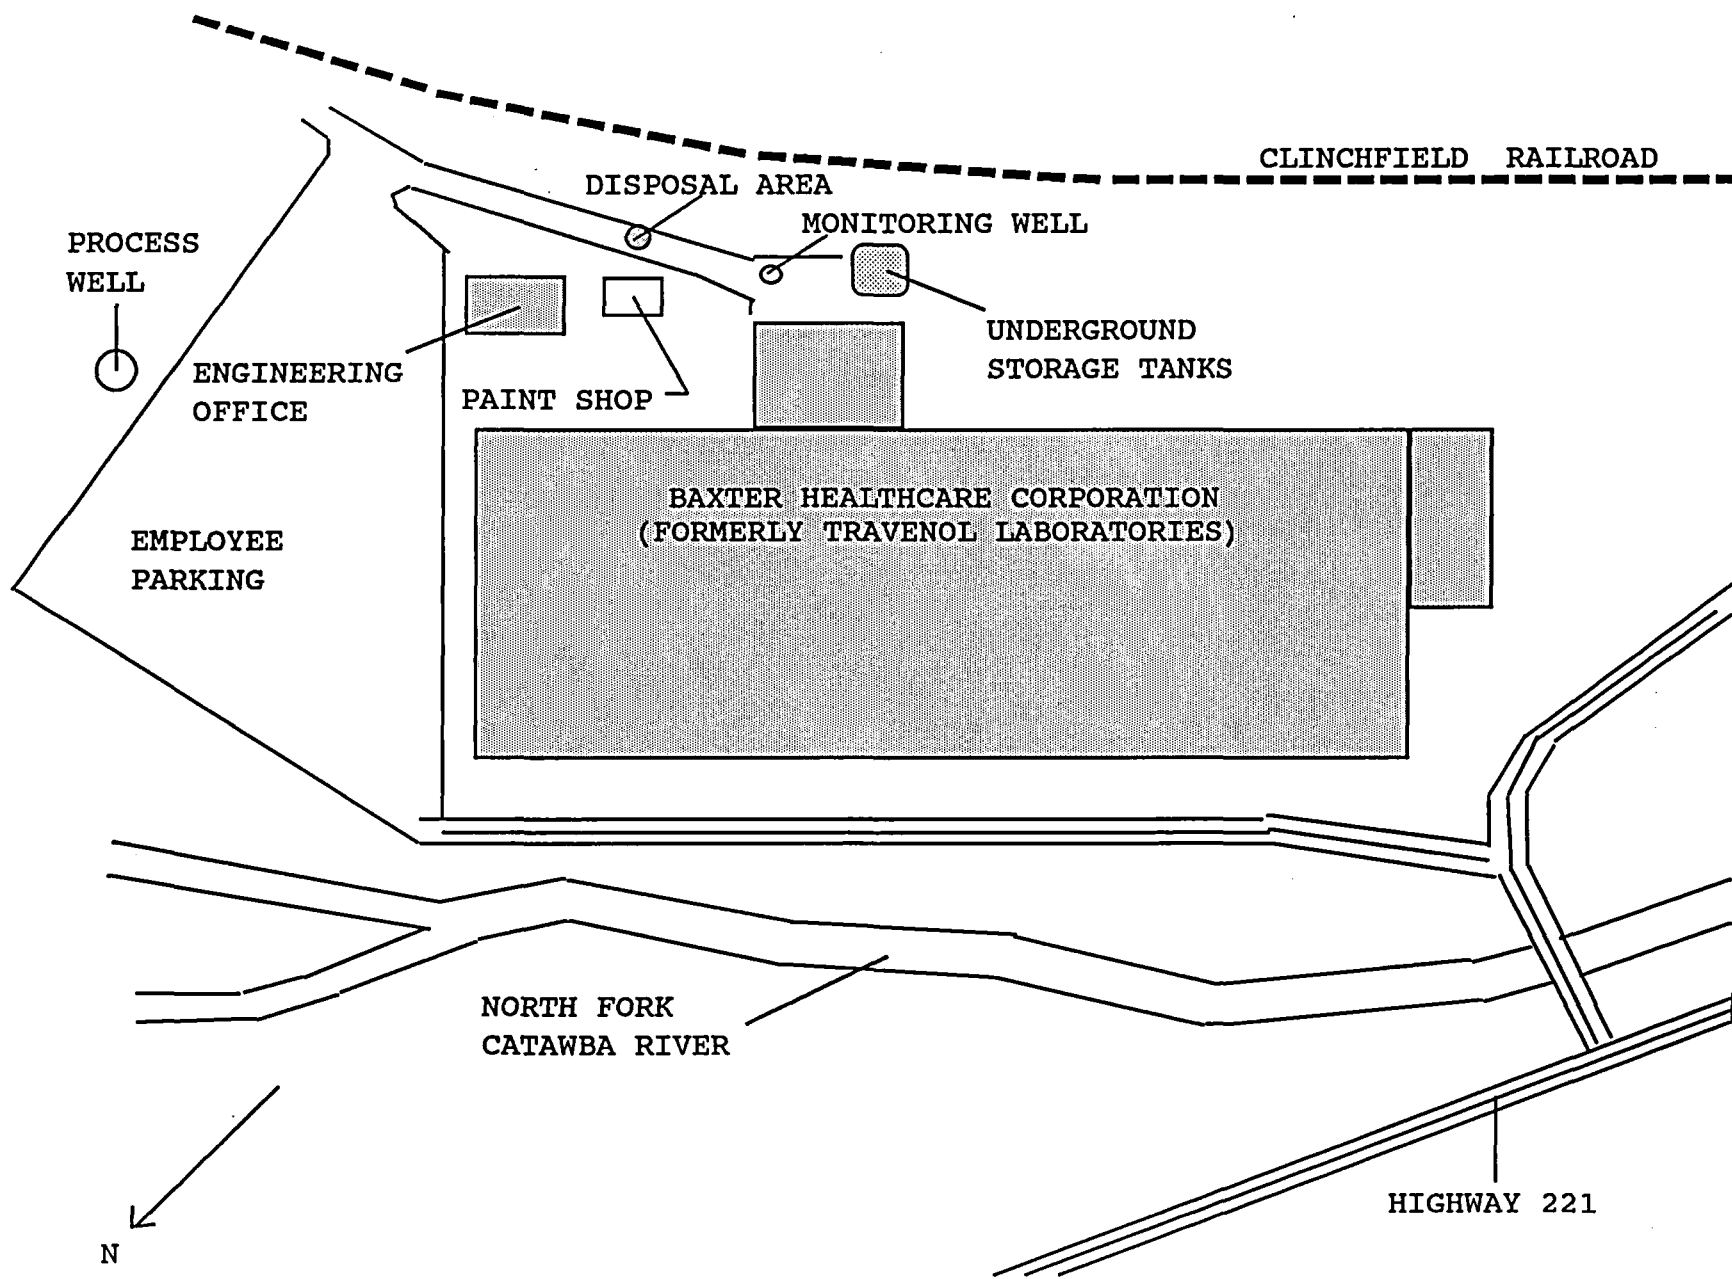 CLINCHFIELD RAILROAD
DISPOSAL AREA
MONITORING WELL
PROCESS
WELL
UNDERGROUND
STORAGE TANKS
ENGINEERING
OFFICE
PAINT SHOP
BAXTER HEALTHCARE CORPORATION
(FORMERLY TRAVENOL LABORATORIES)
EMPLOYEE
PARKING
NORTH FORK
CATAWBA RIVER
HIGHWAY 221
N